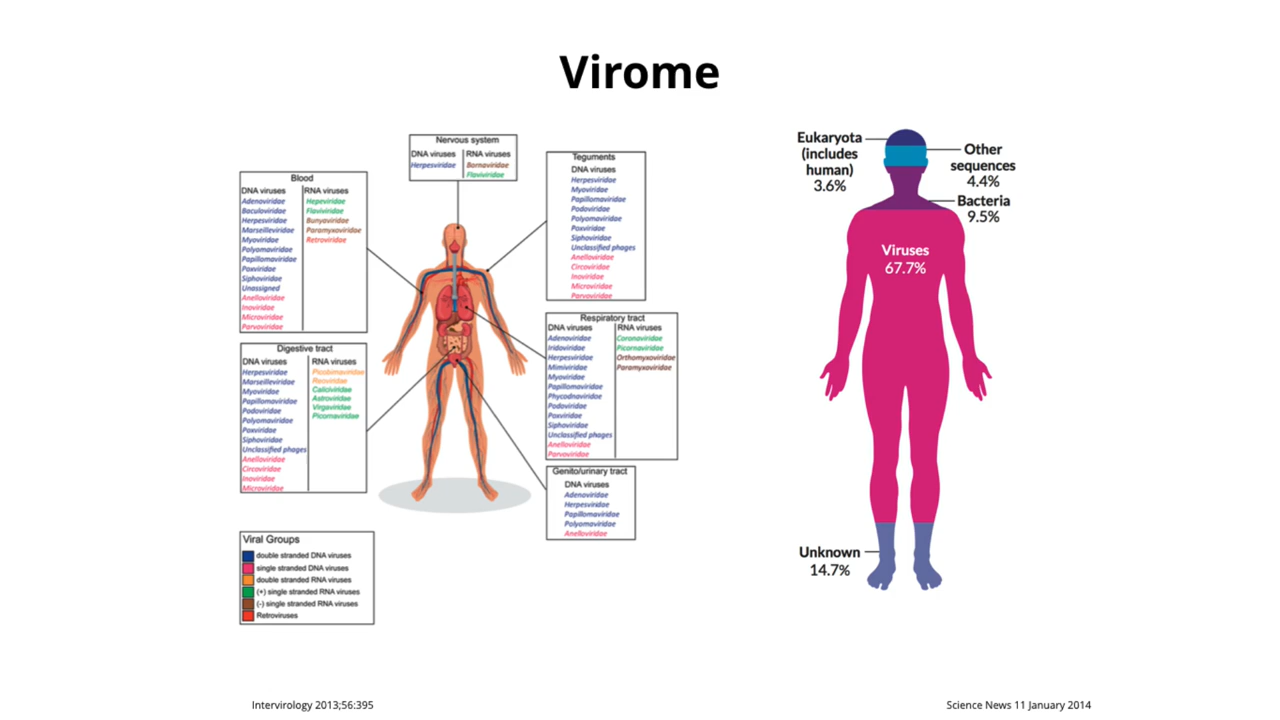 Virome
Nervous system
DNA viruses
RNA viruses
Herpesviridae
Bornaviridae
Flaviviridae
Blood
DNA viruses
RNA viruses
Adenoviridae
Hepeviridae
Baculoviridae
Flaviviridae
Herpesviridae
Bunyaviridae
Marseilleviridae
Paramyxoviridae
Myoviridae
Retroviridae
Polyomaviridae
Papillomaviridae
Poxviridae
Siphoviridae
Unassigned
Anelloviridae
Inoviridae
Microviridae
Parvoviridae
Teguments
DNA viruses
Herpesviridae
Myoviridae
Papillomaviridae
Podoviridae
Polyomaviridae
Poxviridae
Siphoviridae
Unclassified phages
Anelloviridae
Circoviridae
Inoviridae
Microviridae
Parvoviridae
Digestive tract
DNA viruses
RNA viruses
Herpesviridae
Picobirnaviridae
Marseilleviridae
Reoviridae
Myoviridae
Caliciviridae
Papillomaviridae
Astroviridae
Podoviridae
Virgaviridae
Polyomaviridae
Picornaviridae
Poxviridae
Siphoviridae
Unclassified phages
Anelloviridae
Circoviridae
Inoviridae
Microviridae
Respiratory tract
DNA viruses
RNA viruses
Adenoviridae
Coronaviridae
Iridoviridae
Picornaviridae
Herpesviridae
Orthomyxoviridae
Mimiviridae
Paramyxoviridae
Myoviridae
Papillomaviridae
Phycodnaviridae
Podoviridae
Poxviridae
Siphoviridae
Unclassified phages
Anelloviridae
Parvoviridae
Genito/urinary tract
DNA viruses
Adenoviridae
Herpesviridae
Papillomaviridae
Polyomaviridae
Anelloviridae
Viral Groups
double stranded DNA viruses
single stranded DNA viruses
double stranded RNA viruses
(+) single stranded RNA viruses
(-) single stranded RNA viruses
Retroviruses
Eukaryota
(includes
human)
3.6%
Other
sequences
4.4%
Bacteria
9.5%
Viruses
67.7%
Unknown
14.7%
Intervirology 2013;56:395
Science News 11 January 2014